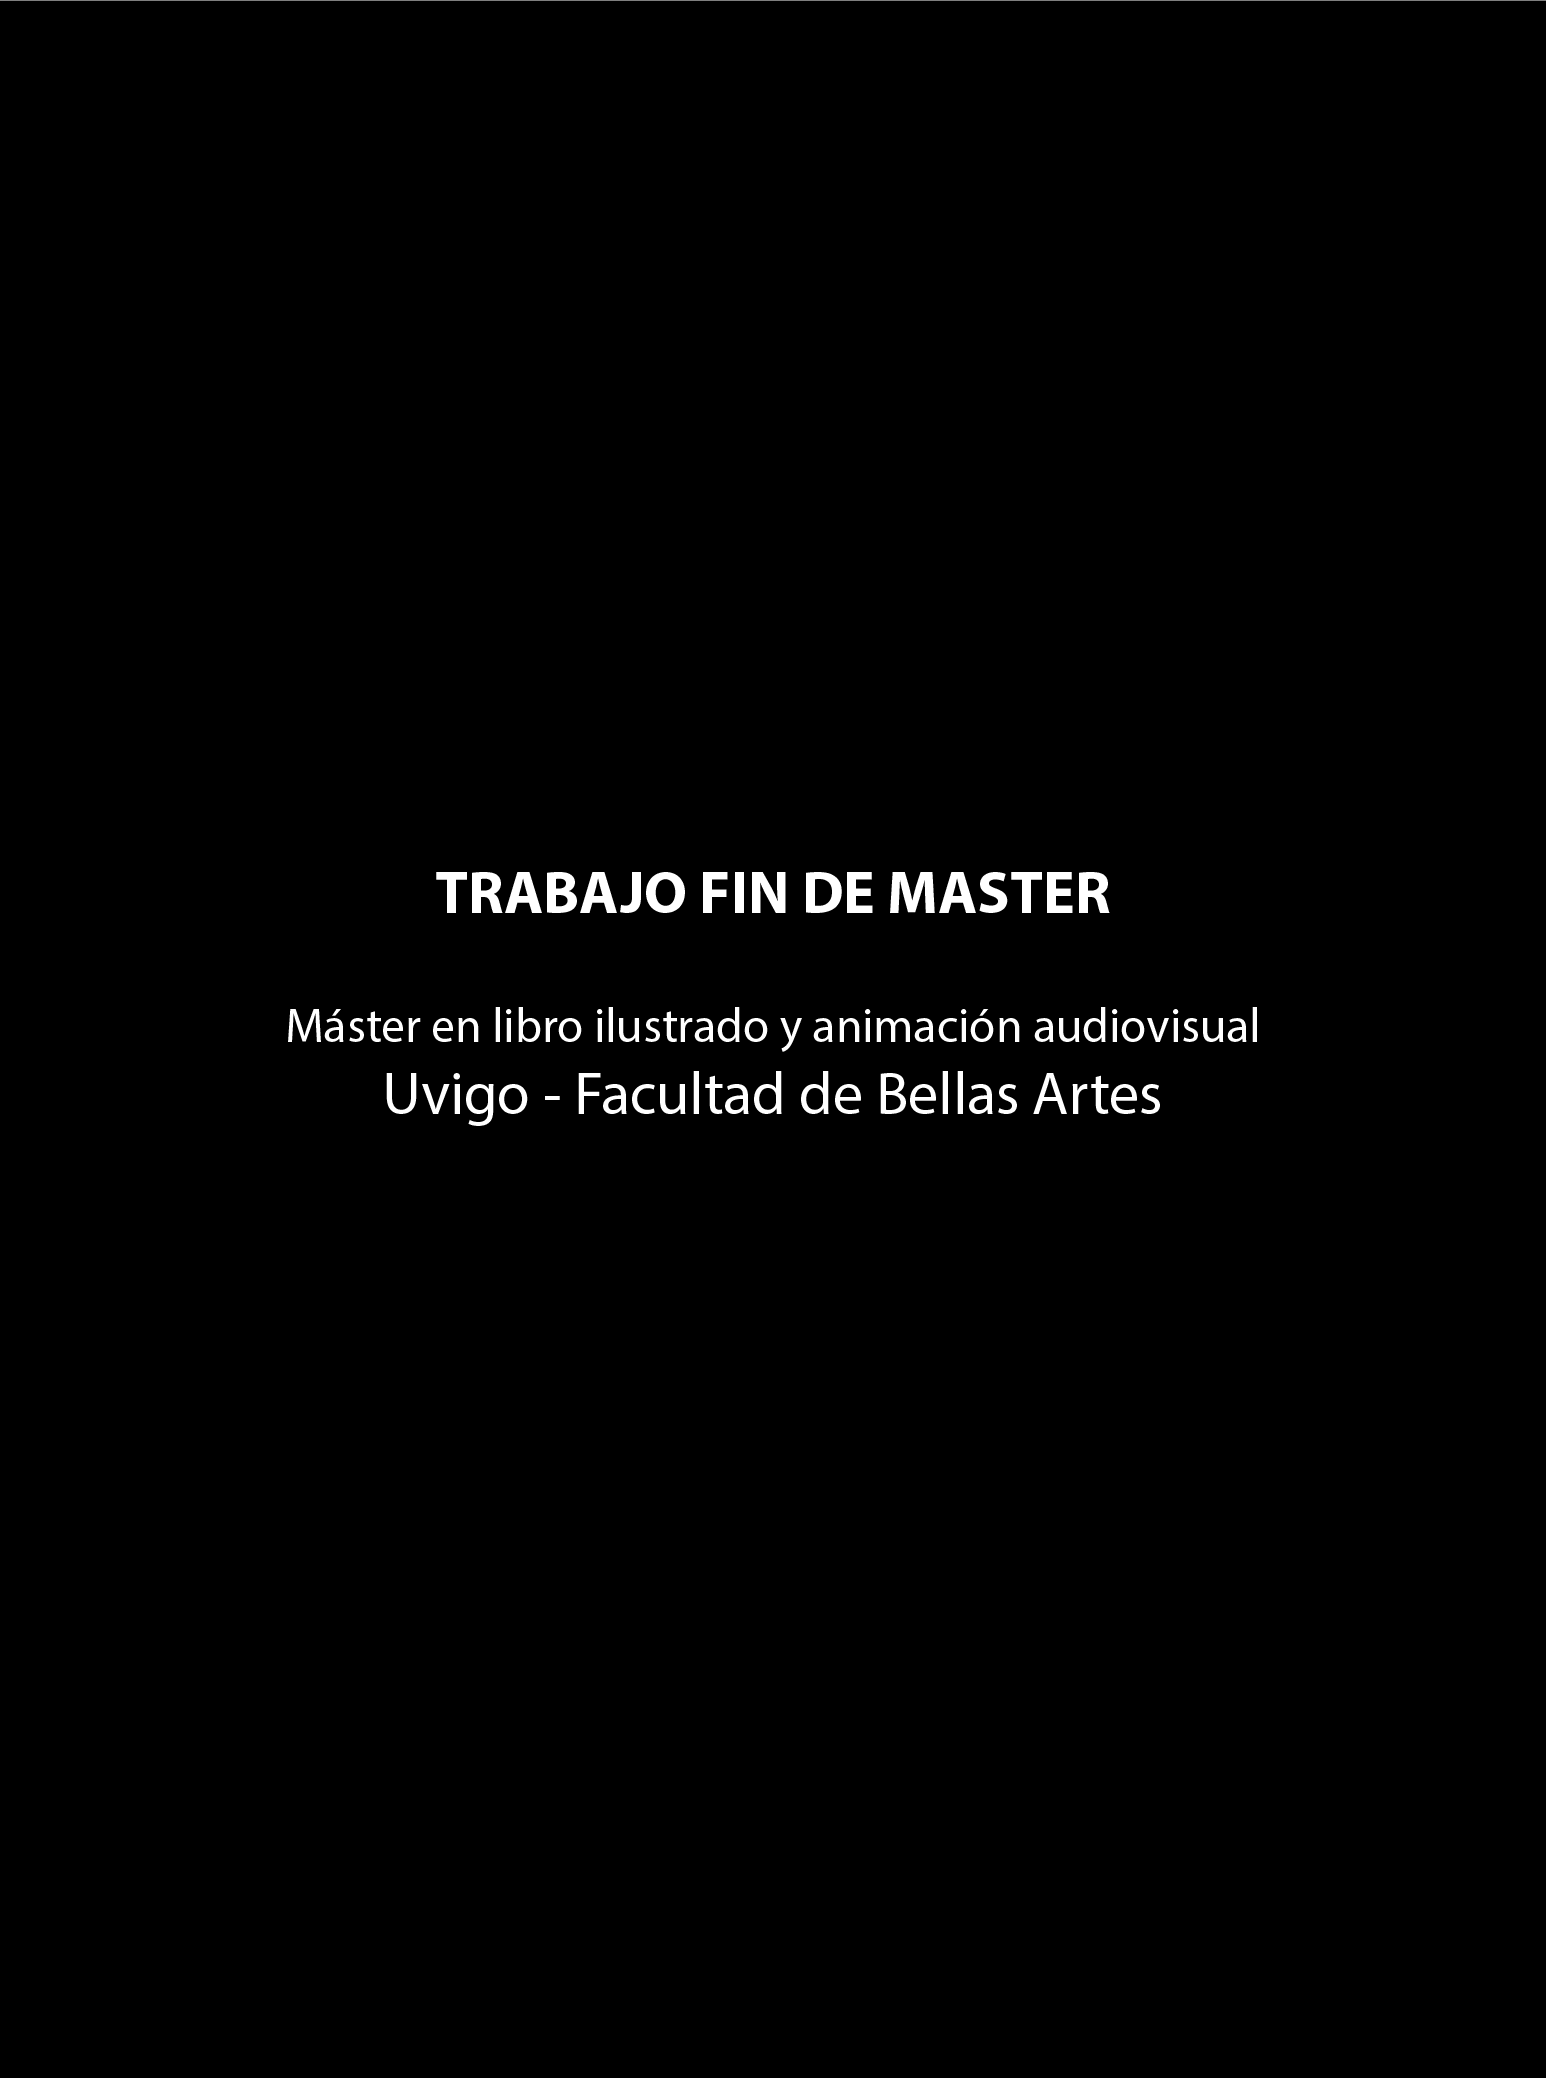 TRABAJO FIN DE MASTER
Máster en libro ilustrado y animación audiovisual
Uvigo - Facultad de Bellas Artes